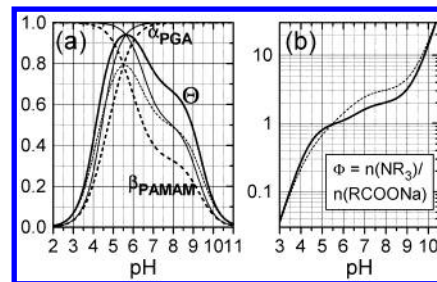 (a)
αPGA
Θ
βPAMAM
1.0
0.8
0.6
0.4
0.2
0.0
2 3 4 5 6 7 8 9 10 11
pH
(b)
10
1
0.1
Φ = n(NR3)/
n(RCOONa)
3 4 5 6 7 8 9 10
pH